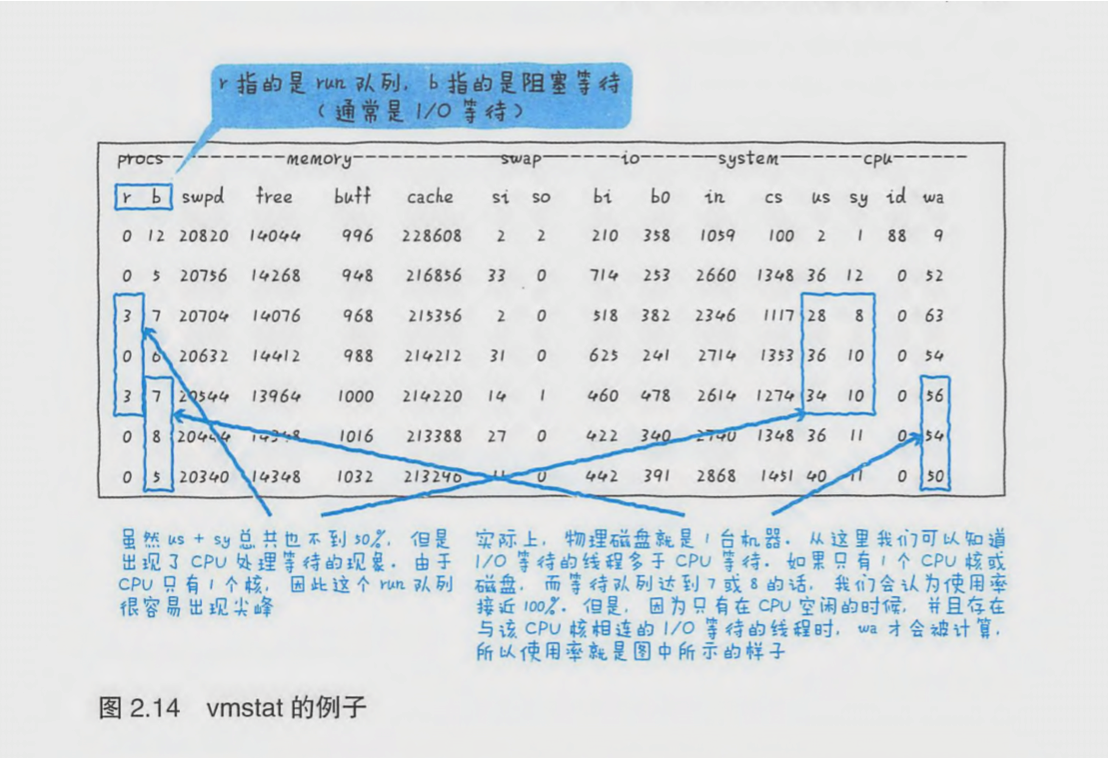 r 指的是 run 队列，b 指的是阻塞等待
（通常是 I/O 等待）
procs-----------memory-----------swap------io------system--------cpu-------
r b swpd free buff cache si so bi b0 in cs us sy id wa
0 12 20820 14044 996 228608 2 2 210 358 1059 100 2 1 88 9
0 5 20756 14268 948 216856 33 0 714 253 2660 1348 36 12 0 52
3 7 20704 14076 968 215356 2 0 518 382 2346 1117 28 8 0 63
0 6 20632 14412 988 214212 31 0 625 241 2714 1353 36 10 0 54
3 7 20544 13964 1000 214220 14 1 460 478 2614 1274 34 10 0 56
0 8 20444 14348 1016 213388 27 0 422 340 2740 1348 36 11 0 54
0 5 20340 14348 1032 213240 11 0 442 391 2868 1451 40 11 0 50
虽然 us + sy 总共也不到 50%，但是
出现了 CPU 处理等待的现象。由于
CPU 只有 1 个核，因此这个 run 队列
很容易出现尖峰
实际上，物理磁盘就是 1 台机器。从这里我们可以知道
I/O 等待的线程多于 CPU 等待。如果只有 1 个 CPU 核或
磁盘，而等待队列达到 7 或 8 的话，我们会认为使用率
接近 100%。但是，因为只有在 CPU 空闲的时候，并且存在
与该 CPU 核相连的 I/O 等待的线程时，wa 才会被计算，
所以使用率就是图中所示的样子
图 2.14 vmstat 的例子